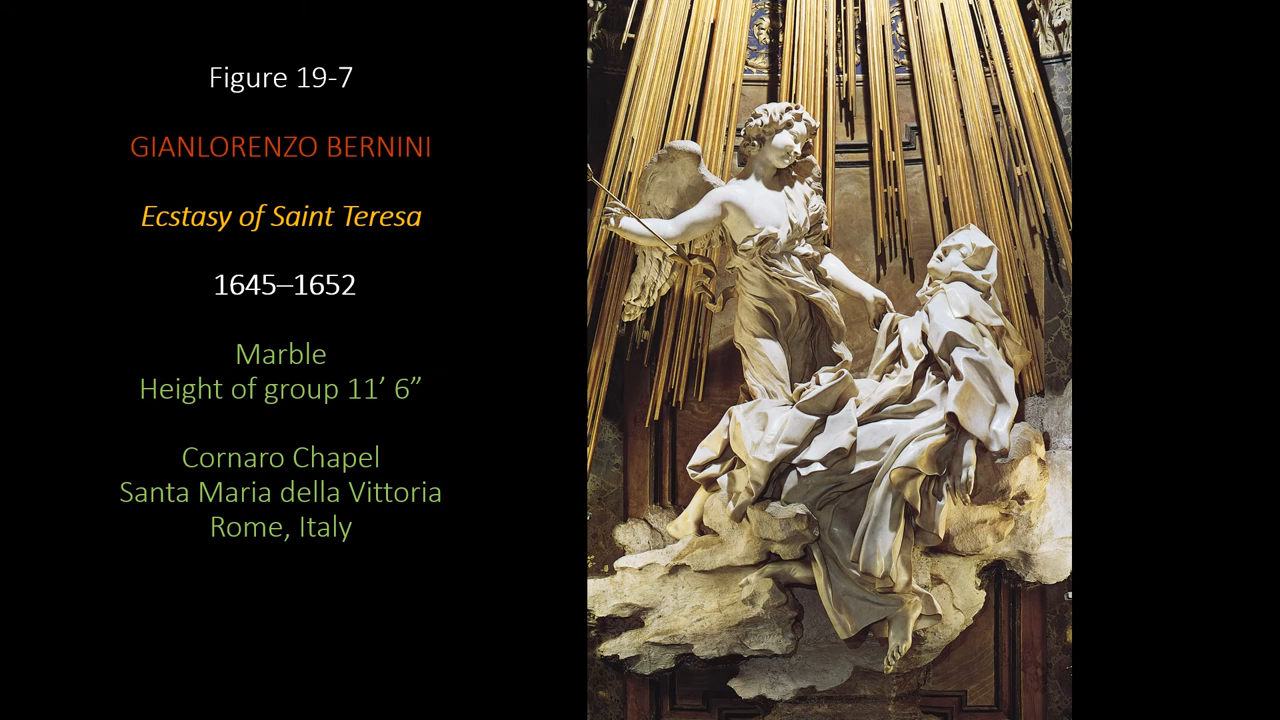 Figure 19-7
GIANLORENZO BERNINI
Ecstasy of Saint Teresa
1645–1652
Marble
Height of group 11’ 6”
Cornaro Chapel
Santa Maria della Vittoria
Rome, Italy